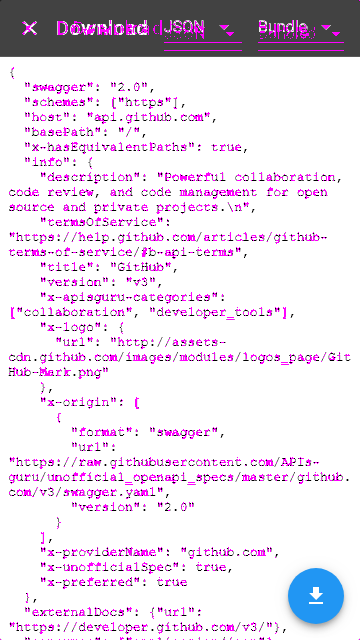 Download JSON Bundle
{
"swagger": "2.0",
"schemes": ["https"],
"host": "api.github.com",
"basePath": "/",
"x-hasEquivalentPaths": true,
"info": {
"description": "Powerful collaboration,
code review, and code management for open
source and private projects.\n",
"termsOfService":
"https://help.github.com/articles/github-
terms-of-service/#b-api-terms",
"title": "GitHub",
"version": "v3",
"x-apisguru-categories":
["collaboration", "developer_tools"],
"x-logo": {
"url": "http://assets-
cdn.github.com/images/modules/logos_page/Git
Hub-Mark.png"
},
"x-origin": [
{
"format": "swagger",
"url":
"https://raw.githubusercontent.com/APIs-
guru/unofficial_openapi_specs/master/github.
com/v3/swagger.yaml",
"version": "2.0"
}
],
"x-providerName": "github.com",
"x-unofficialSpec": true,
"x-preferred": true
},
"externalDocs": {"url":
"https://developer.github.com/v3/"},